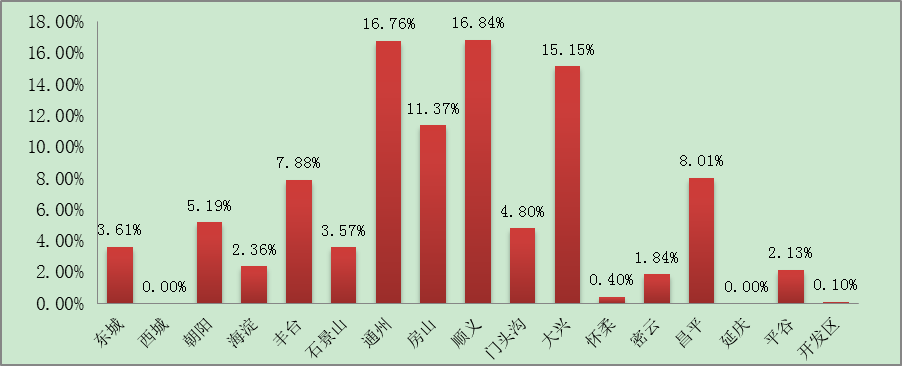 18.00%
16.00%
14.00%
12.00%
10.00%
8.00%
6.00%
4.00%
2.00%
0.00%
3.61%
0.00%
5.19%
2.36%
7.88%
3.57%
16.76%
11.37%
16.84%
4.80%
15.15%
0.40%
1.84%
8.01%
0.00%
2.13%
0.10%
东城
西城
朝阳
海淀
丰台
石景山
通州
房山
顺义
门头沟
大兴
怀柔
密云
昌平
延庆
平谷
开发区